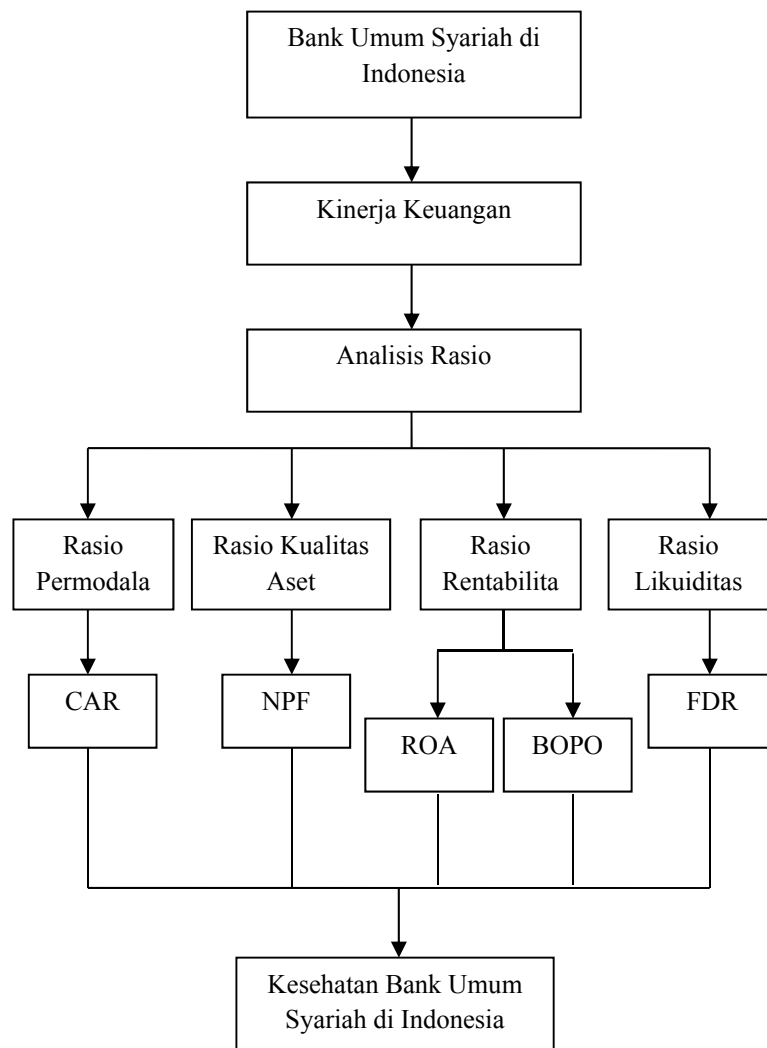 Bank Umum Syariah di
Indonesia
Kinerja Keuangan
Analisis Rasio
Rasio
Permodala
Rasio Kualitas
Aset
Rasio
Rentabilita
Rasio
Likuiditas
CAR
NPF
ROA
BOPO
FDR
Kesehatan Bank Umum
Syariah di Indonesia